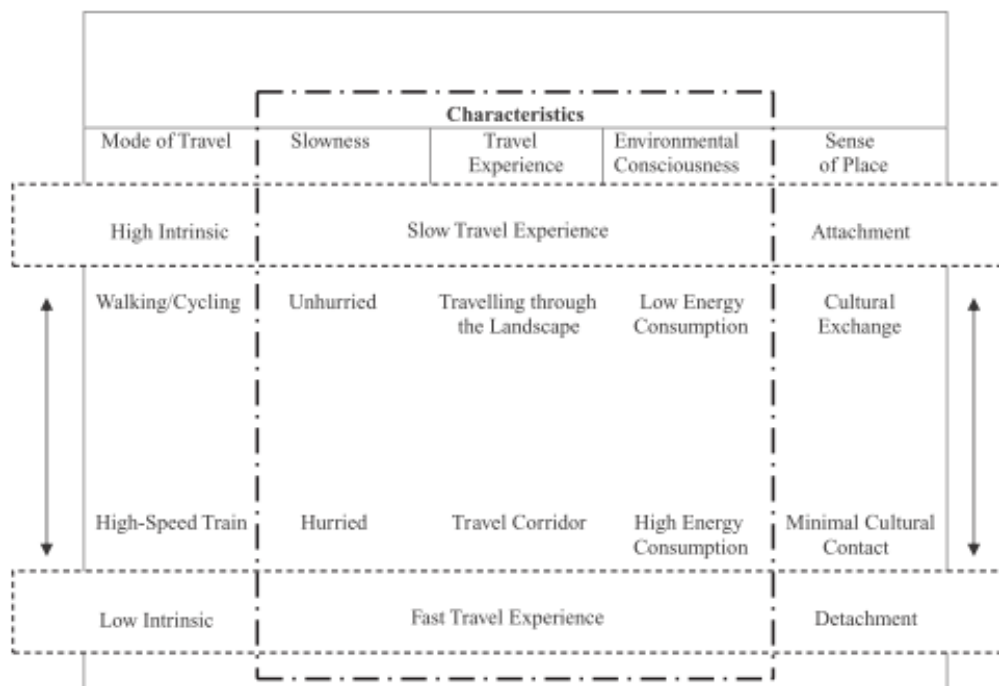 Characteristics
Mode of Travel Slowness Travel Experience Environmental Consciousness Sense of Place
High Intrinsic Slow Travel Experience Attachment
Walking/Cycling Unhurried Travelling through the Landscape Low Energy Consumption Cultural Exchange
High-Speed Train Hurried Travel Corridor High Energy Consumption Minimal Cultural Contact
Low Intrinsic Fast Travel Experience Detachment